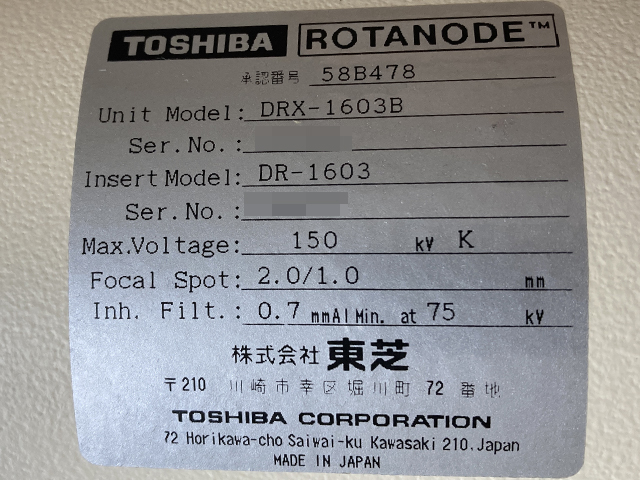 TOSHIBA ROTANODE™
承認番号 58B478
Unit Model: DRX-1603B
Ser.No.:
Insert Model: DR-1603
Ser.No.:
Max.Voltage: 150 kV K
Focal Spot: 2.0/1.0 mm
Inh. Filt.: 0.7 mmAl Min. at 75 kV
株式会社 東芝
〒210 川崎市幸区堀川町 72 番地
TOSHIBA CORPORATION
72 Horikawa-cho Saiwai-ku Kawasaki 210, Japan
MADE IN JAPAN